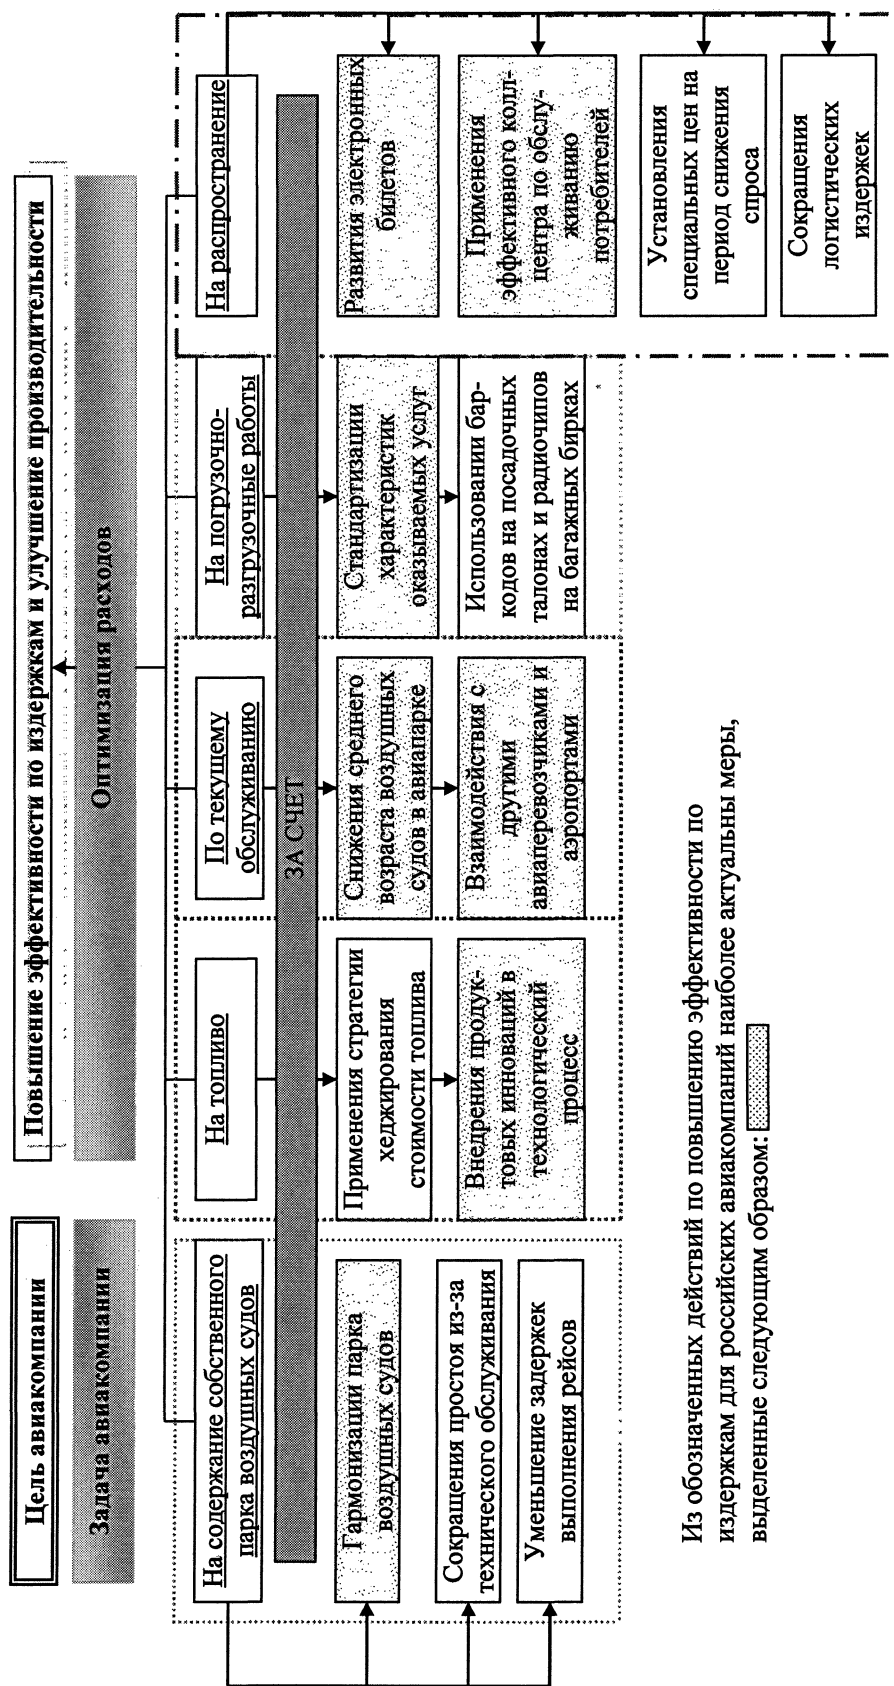 Цель авиакомпании
Повышение эффективности по издержкам и улучшение производительности
Задача авиакомпании
Оптимизация расходов
На содержание собственного
парка воздушных судов
На топливо
По текущему
обслуживанию
На погрузочно-
разгрузочные работы
На распространение
ЗА СЧЕТ
Гармонизации парка
воздушных судов
Сокращения простоя из-за
технического обслуживания
Уменьшение задержек
выполнения рейсов
Применения стратегии
хеджирования
стоимости топлива
Внедрения продук-
товых инноваций в
технологический
процесс
Снижения среднего
возраста воздушных
судов в авиапарке
Взаимодействия с
другими
авиаперевозчиками и
аэропортами
Стандартизации
характеристик
оказываемых услуг
Использовании бар-
кодов на посадочных
талонах и радиочипов
на багажных бирках
Развития электронных
билетов
Применения
эффективного колл-
центра по обслу-
живанию
потребителей
Установления
специальных цен на
период снижения
спроса
Сокращения
логистических
издержек
Из обозначенных действий по повышению эффективности по
издержкам для российских авиакомпаний наиболее актуальны меры,
выделенные следующим образом: